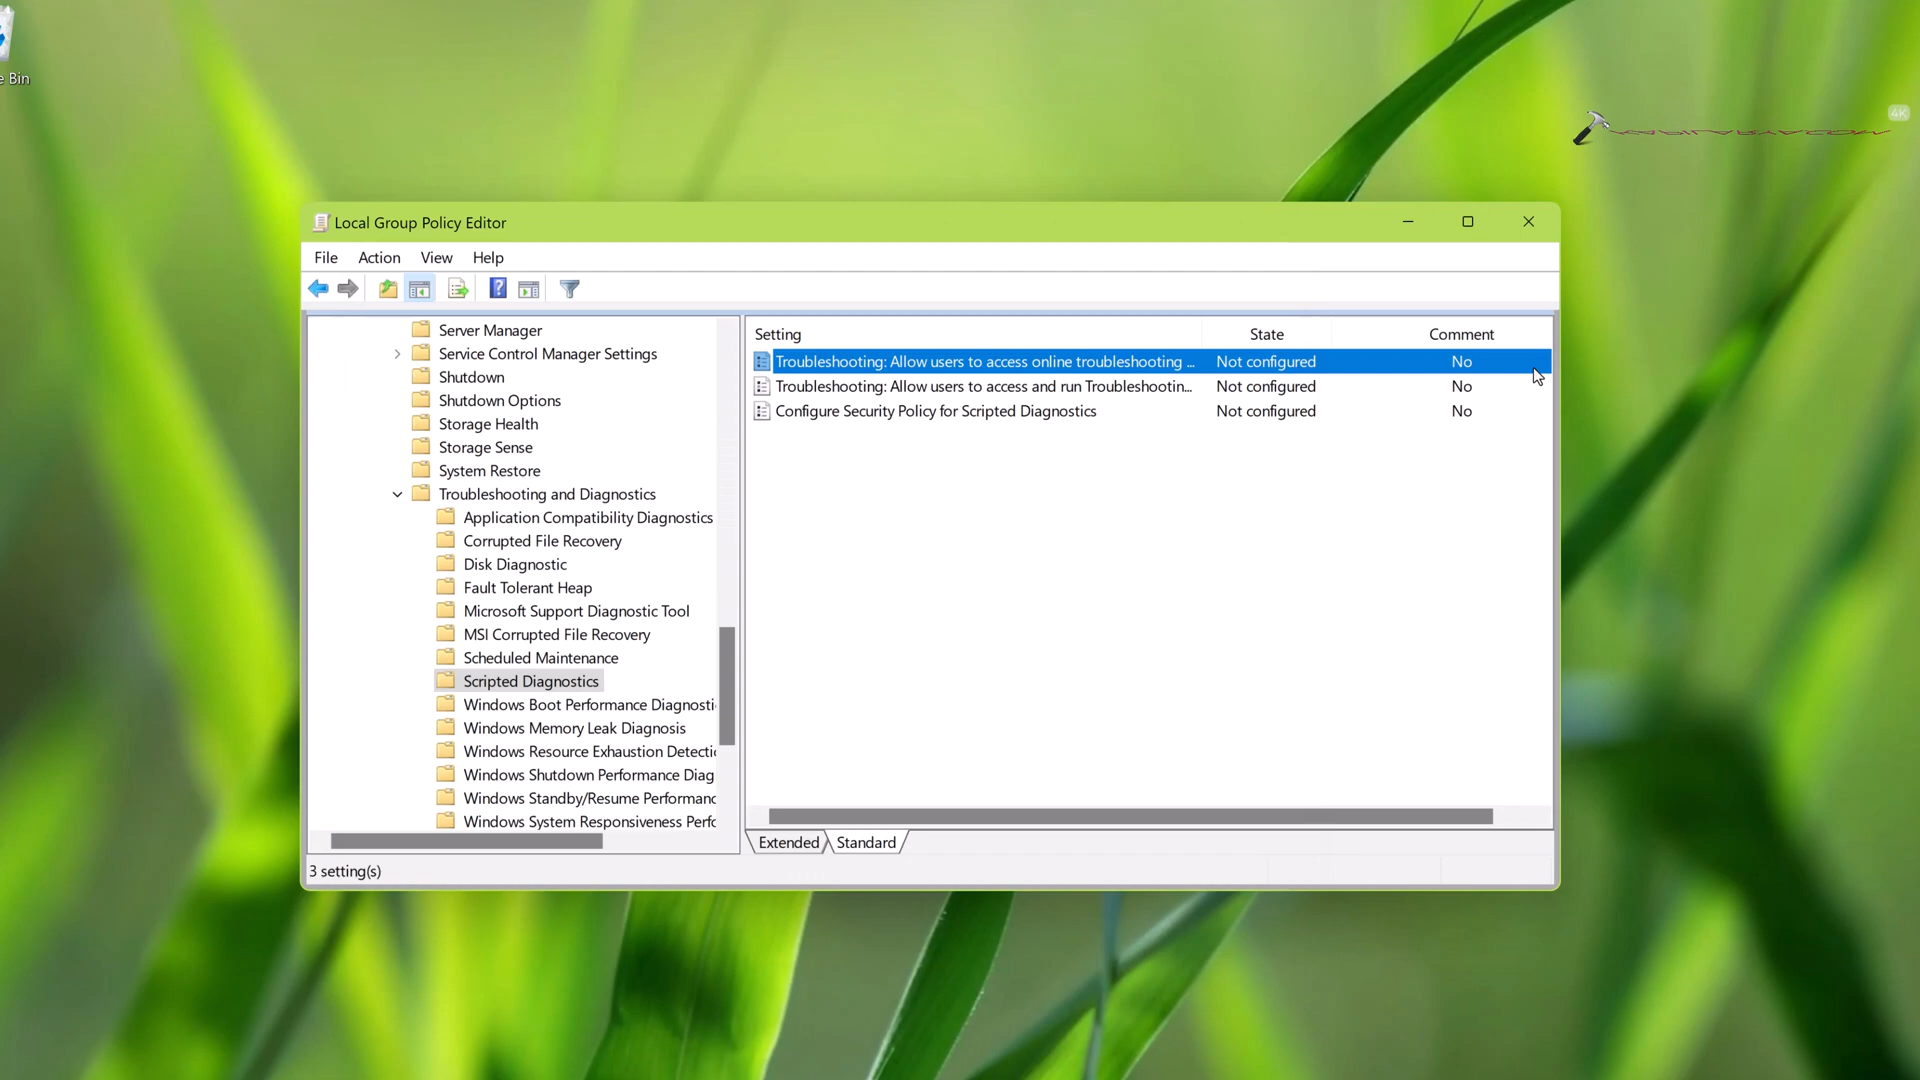 e Bin
4K
Local Group Policy Editor
File Action View Help
Server Manager
Service Control Manager Settings
Shutdown
Shutdown Options
Storage Health
Storage Sense
System Restore
Troubleshooting and Diagnostics
Application Compatibility Diagnostics
Corrupted File Recovery
Disk Diagnostic
Fault Tolerant Heap
Microsoft Support Diagnostic Tool
MSI Corrupted File Recovery
Scheduled Maintenance
Scripted Diagnostics
Windows Boot Performance Diagnosti
Windows Memory Leak Diagnosis
Windows Resource Exhaustion Detecti
Windows Shutdown Performance Diag
Windows Standby/Resume Performanc
Windows System Responsiveness Perfo
Setting State Comment
Troubleshooting: Allow users to access online troubleshooting ... Not configured No
Troubleshooting: Allow users to access and run Troubleshootin... Not configured No
Configure Security Policy for Scripted Diagnostics Not configured No
Extended Standard
3 setting(s)